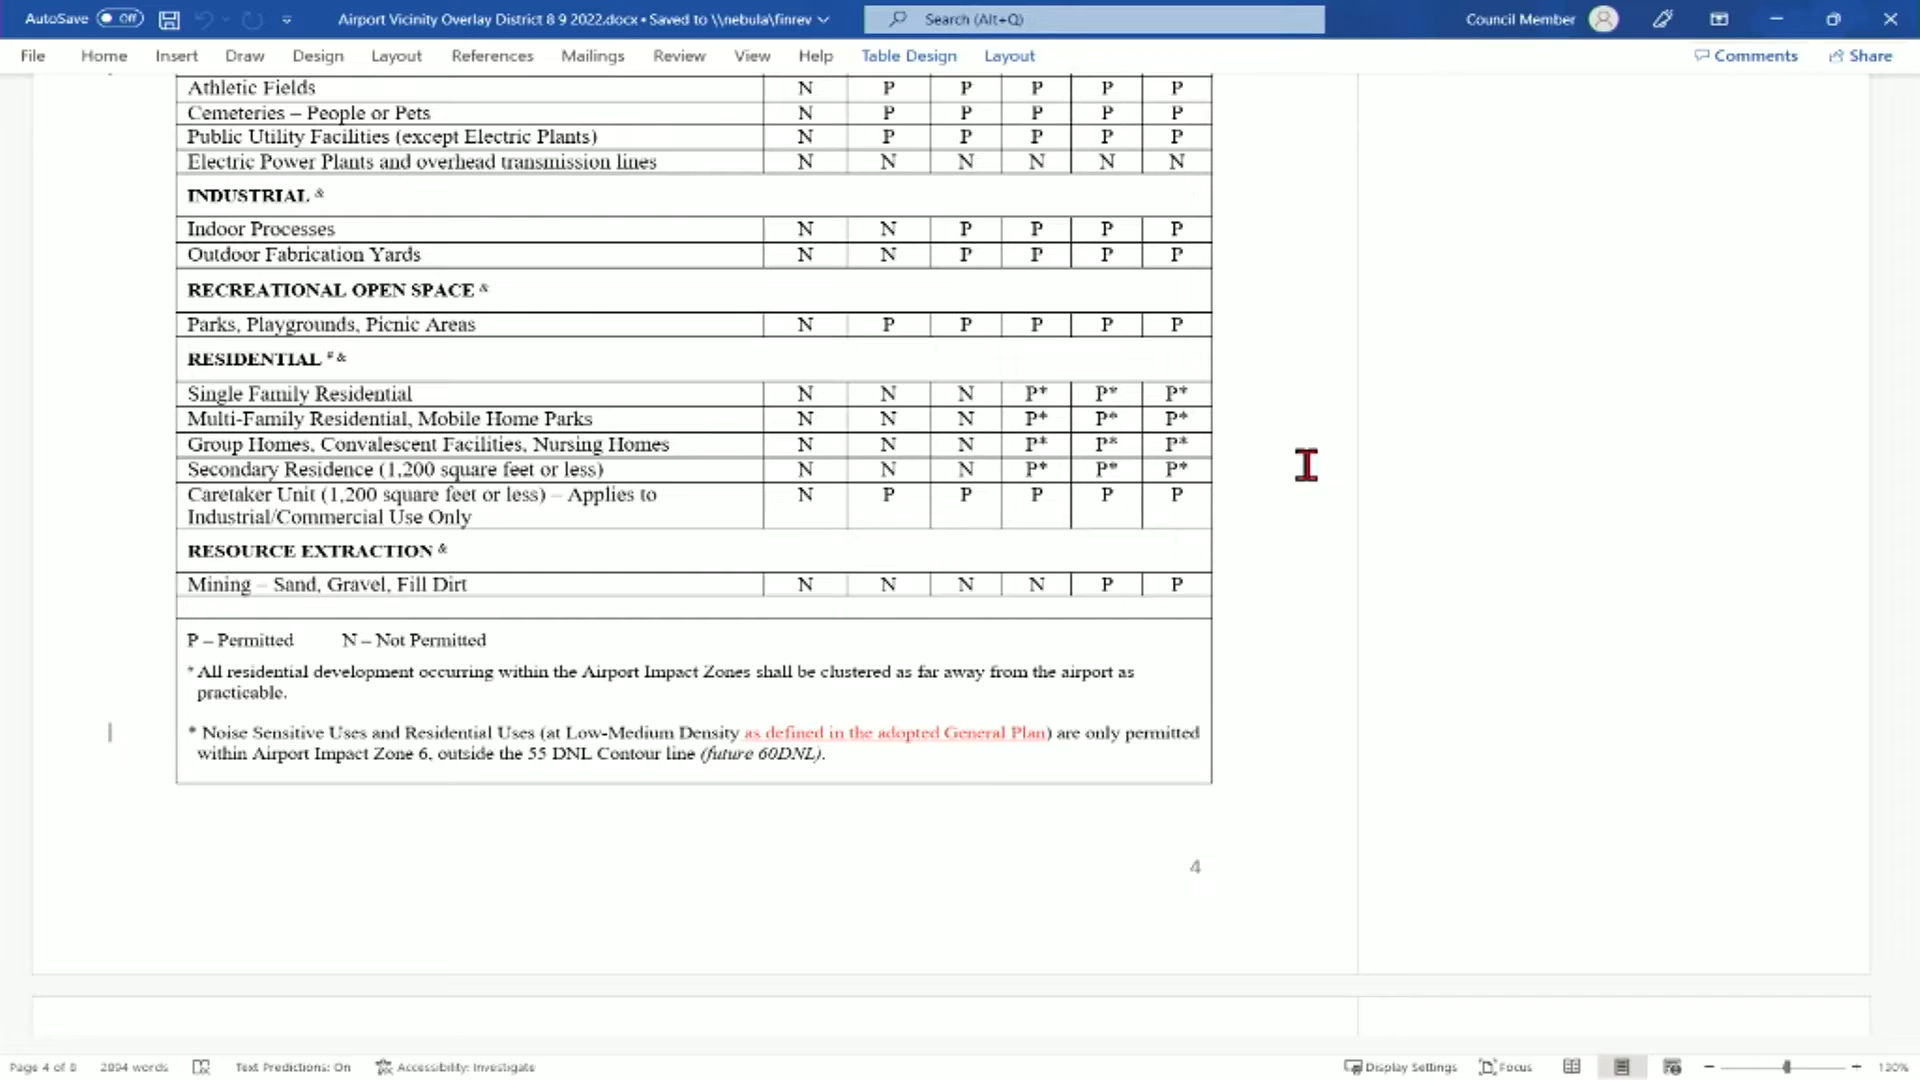 AutoSave Off Airport Vicinity Overlay District 8 9 2022.docx • Saved to \\nebula\finrev Search (Alt+Q) Council Member
File Home Insert Draw Design Layout References Mailings Review View Help Table Design Layout Comments Share
Athletic Fields N P P P P P
Cemeteries – People or Pets N P P P P P
Public Utility Facilities (except Electric Plants) N P P P P P
Electric Power Plants and overhead transmission lines N N N N N N
INDUSTRIAL &
Indoor Processes N N P P P P
Outdoor Fabrication Yards N N P P P P
RECREATIONAL OPEN SPACE &
Parks, Playgrounds, Picnic Areas N P P P P P
RESIDENTIAL # &
Single Family Residential N N N P* P* P*
Multi-Family Residential, Mobile Home Parks N N N P* P* P*
Group Homes, Convalescent Facilities, Nursing Homes N N N P* P* P*
Secondary Residence (1,200 square feet or less) N N N P* P* P*
Caretaker Unit (1,200 square feet or less) – Applies to N P P P P P
Industrial/Commercial Use Only
RESOURCE EXTRACTION &
Mining – Sand, Gravel, Fill Dirt N N N N P P
P – Permitted N – Not Permitted
* All residential development occurring within the Airport Impact Zones shall be clustered as far away from the airport as
practicable.
* Noise Sensitive Uses and Residential Uses (at Low-Medium Density as defined in the adopted General Plan) are only permitted
within Airport Impact Zone 6, outside the 55 DNL Contour line (future 60DNL).
4
Page 4 of 8 2894 words Text Predictions: On Accessibility: Investigate Display Settings Focus 130%